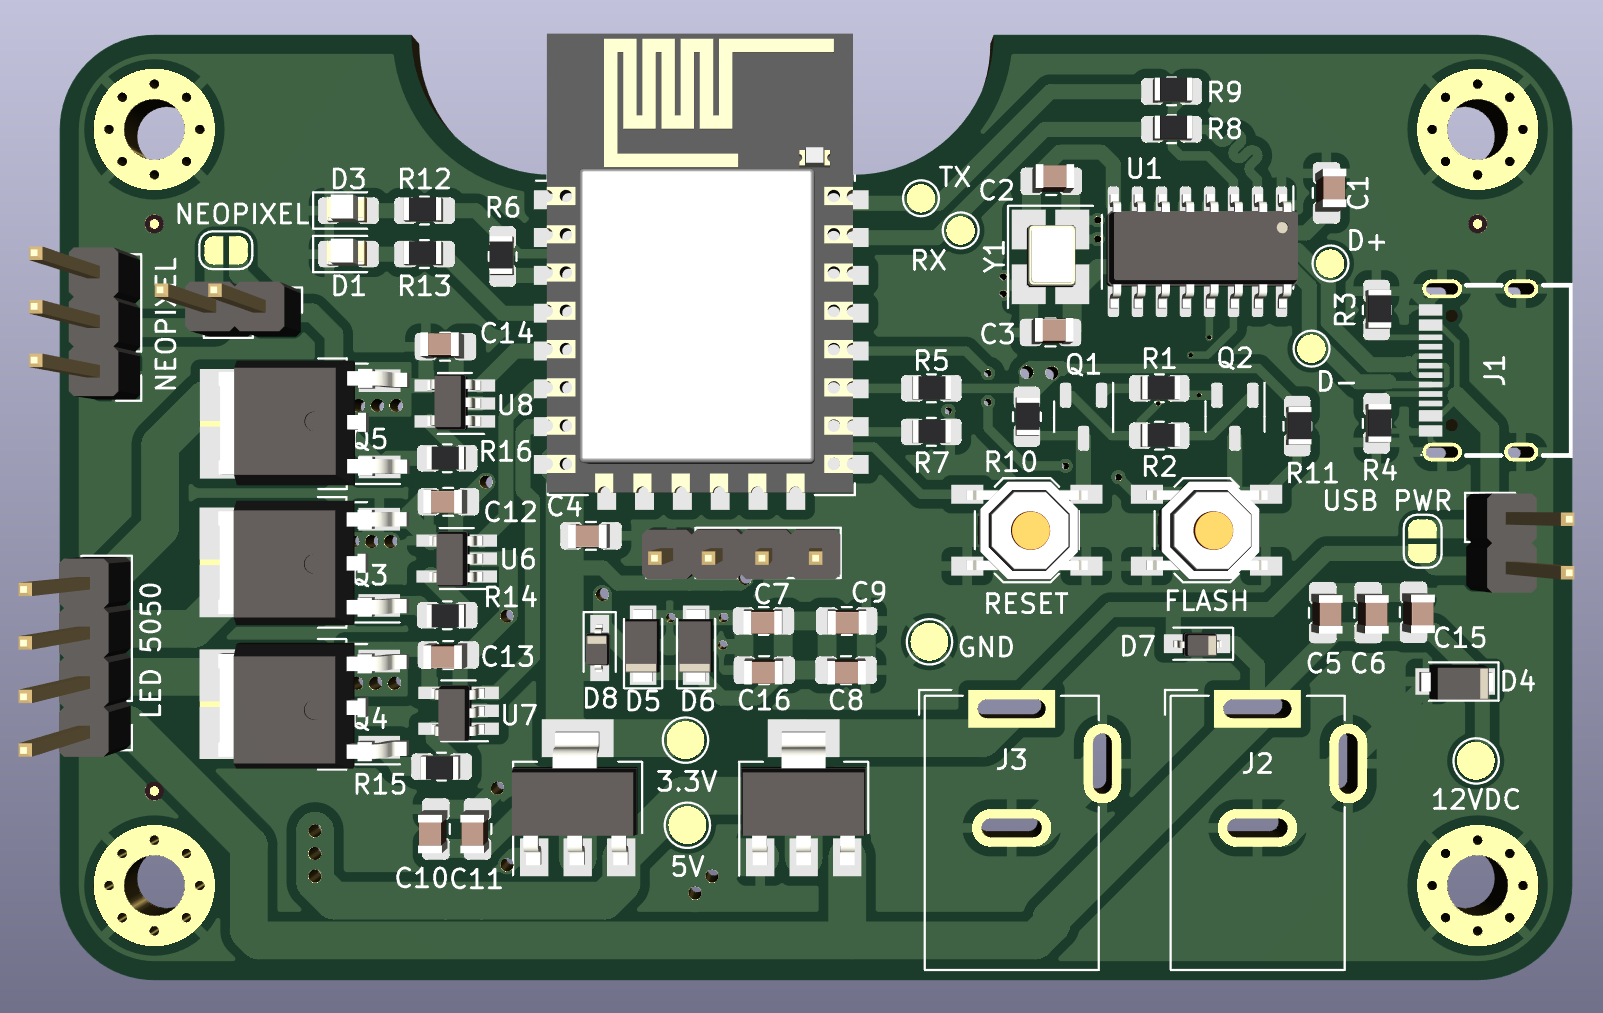 R9
R8
TX
U1
C2
C1
D3
R12
R6
NEOPIXEL
D+
RX
Y1
D1
R13
NEOPIXEL
R3
C14
C3
Q1
R1
Q2
R5
J1
D-
U8
Q5
R16
R7
R10
R2
R11
R4
USB PWR
C4
C12
U6
Q3
R14
RESET
FLASH
C7
C9
LED 5050
GND
D7
C15
C13
C5
C6
D8
D5
D6
C16
C8
D4
Q4
U7
J3
J2
R15
3.3V
12VDC
5V
C10
C11